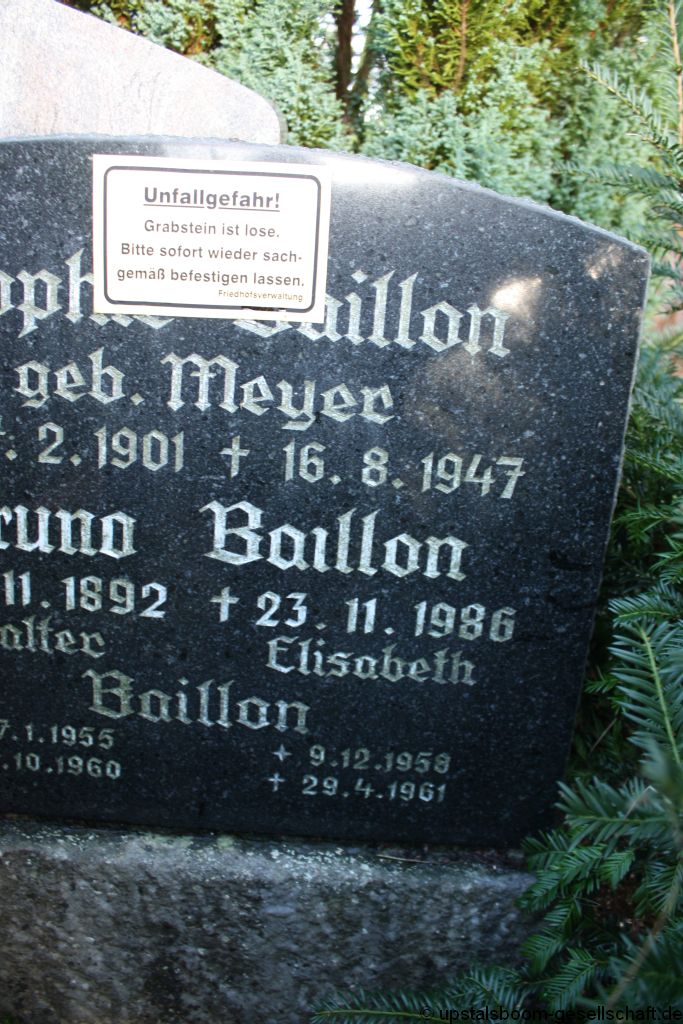 Unfallgefahr!
Grabstein ist lose.
Bitte sofort wieder sach-
gemäß befestigen lassen.
Friedhofsverwaltung
ophie Baillon
geb. Meyer
. 2. 1901 † 16. 8. 1947
runo Baillon
11. 1892 † 23. 11. 1986
alter Elisabeth
Baillon
7.1.1955 + 9.12.1958
.10.1960 + 29.4.1961
© upstalsboom-gesellschaft.de